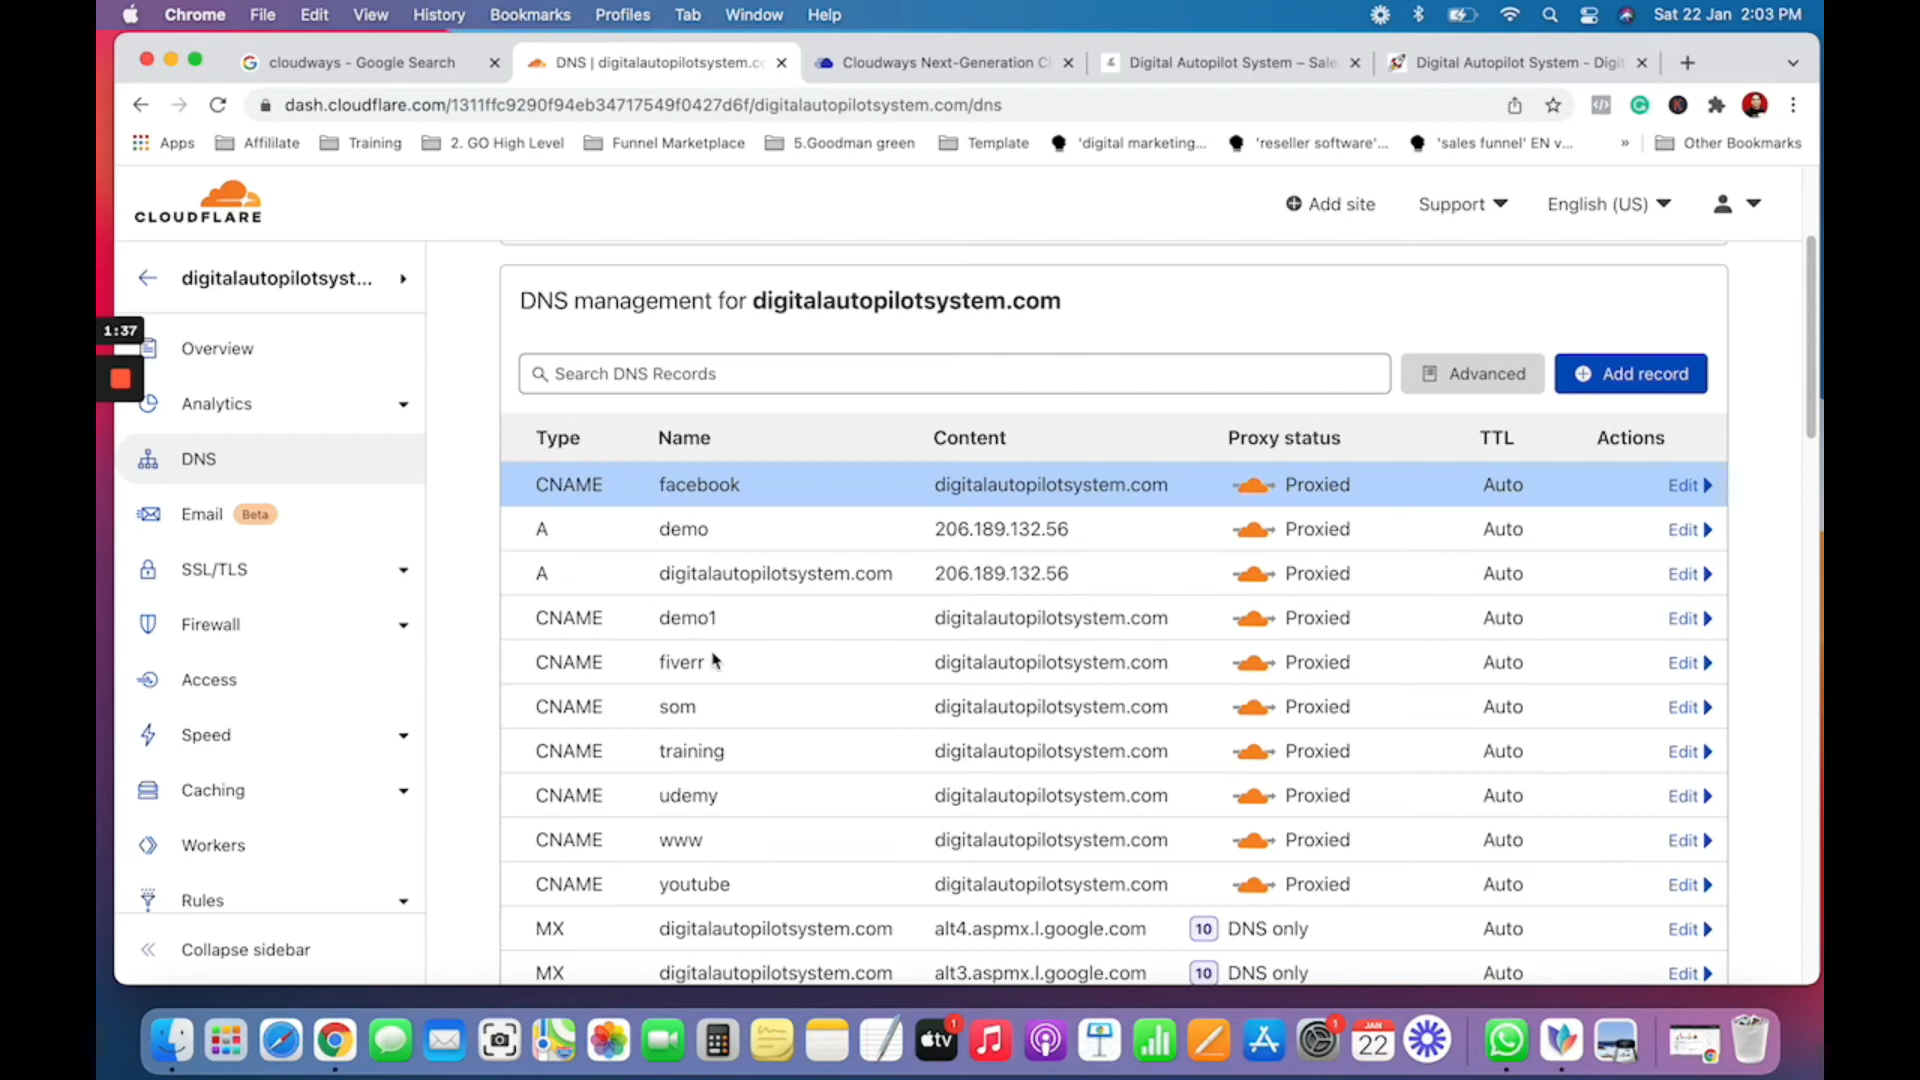 Chrome File Edit View History Bookmarks Profiles Tab Window Help Sat 22 Jan 2:03 PM
cloudways - Google Search DNS | digitalautopilotsystem.co Cloudways Next-Generation Cl Digital Autopilot System – Sale Digital Autopilot System - Digit
dash.cloudflare.com/1311ffc9290f94eb34717549f0427d6f/digitalautopilotsystem.com/dns
Apps Affililate Training 2. GO High Level Funnel Marketplace 5.Goodman green Template 'digital marketing... 'reseller software'... 'sales funnel' EN v... » Other Bookmarks
CLOUDFLARE
Add site Support English (US)
digitalautopilotsyst...
DNS management for digitalautopilotsystem.com
1:37
Overview
Search DNS Records Advanced Add record
Analytics
Type Name Content Proxy status TTL Actions
DNS
CNAME facebook digitalautopilotsystem.com Proxied Auto Edit
Email Beta
A demo 206.189.132.56 Proxied Auto Edit
SSL/TLS
A digitalautopilotsystem.com 206.189.132.56 Proxied Auto Edit
Firewall
CNAME demo1 digitalautopilotsystem.com Proxied Auto Edit
CNAME fiverr digitalautopilotsystem.com Proxied Auto Edit
Access
CNAME som digitalautopilotsystem.com Proxied Auto Edit
Speed
CNAME training digitalautopilotsystem.com Proxied Auto Edit
Caching
CNAME udemy digitalautopilotsystem.com Proxied Auto Edit
Workers
CNAME www digitalautopilotsystem.com Proxied Auto Edit
Rules
CNAME youtube digitalautopilotsystem.com Proxied Auto Edit
MX digitalautopilotsystem.com alt4.aspmx.l.google.com 10 DNS only Auto Edit
Collapse sidebar
MX digitalautopilotsystem.com alt3.aspmx.l.google.com 10 DNS only Auto Edit
tv 1 1 JAN 22